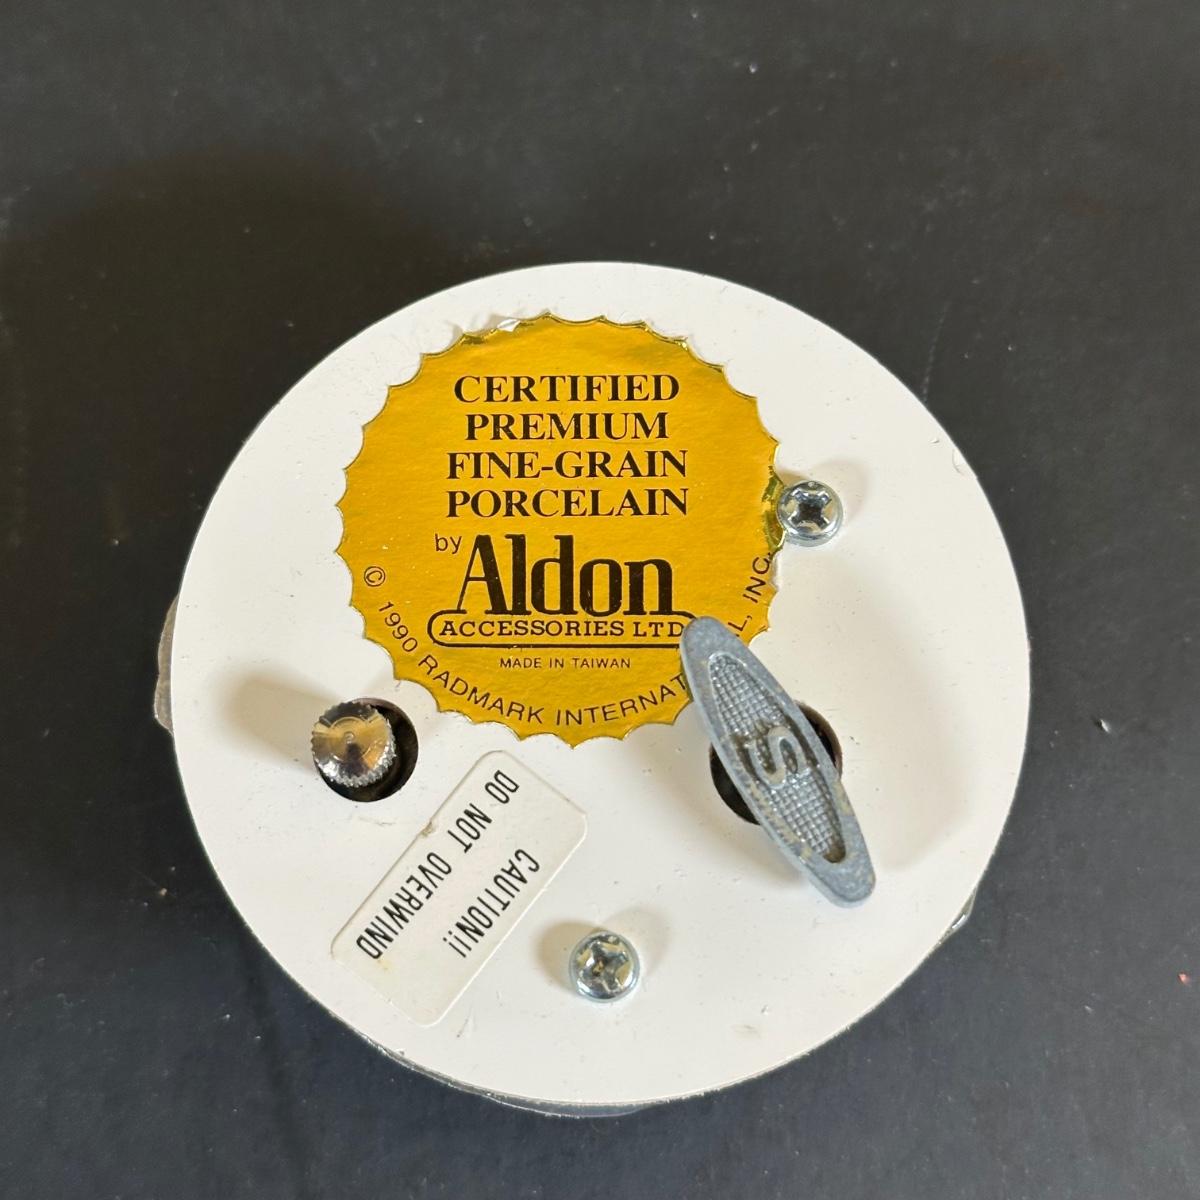 CERTIFIED
PREMIUM
FINE-GRAIN
PORCELAIN
by Aldon
ACCESSORIES LTD
MADE IN TAIWAN
© 1990 RADMARK INTERNAT L, INC.
S
CAUTION!!
DO NOT OVERWIND